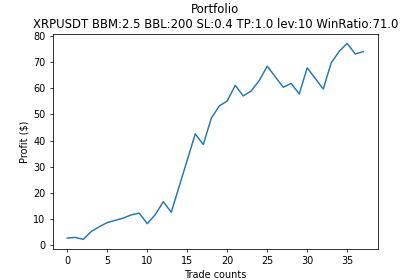 Portfolio
XRPUSDT BBM:2.5 BBL:200 SL:0.4 TP:1.0 lev:10 WinRatio:71.0
80
70
60
50
40
30
20
10
0
Profit ($)
0 5 10 15 20 25 30 35
Trade counts